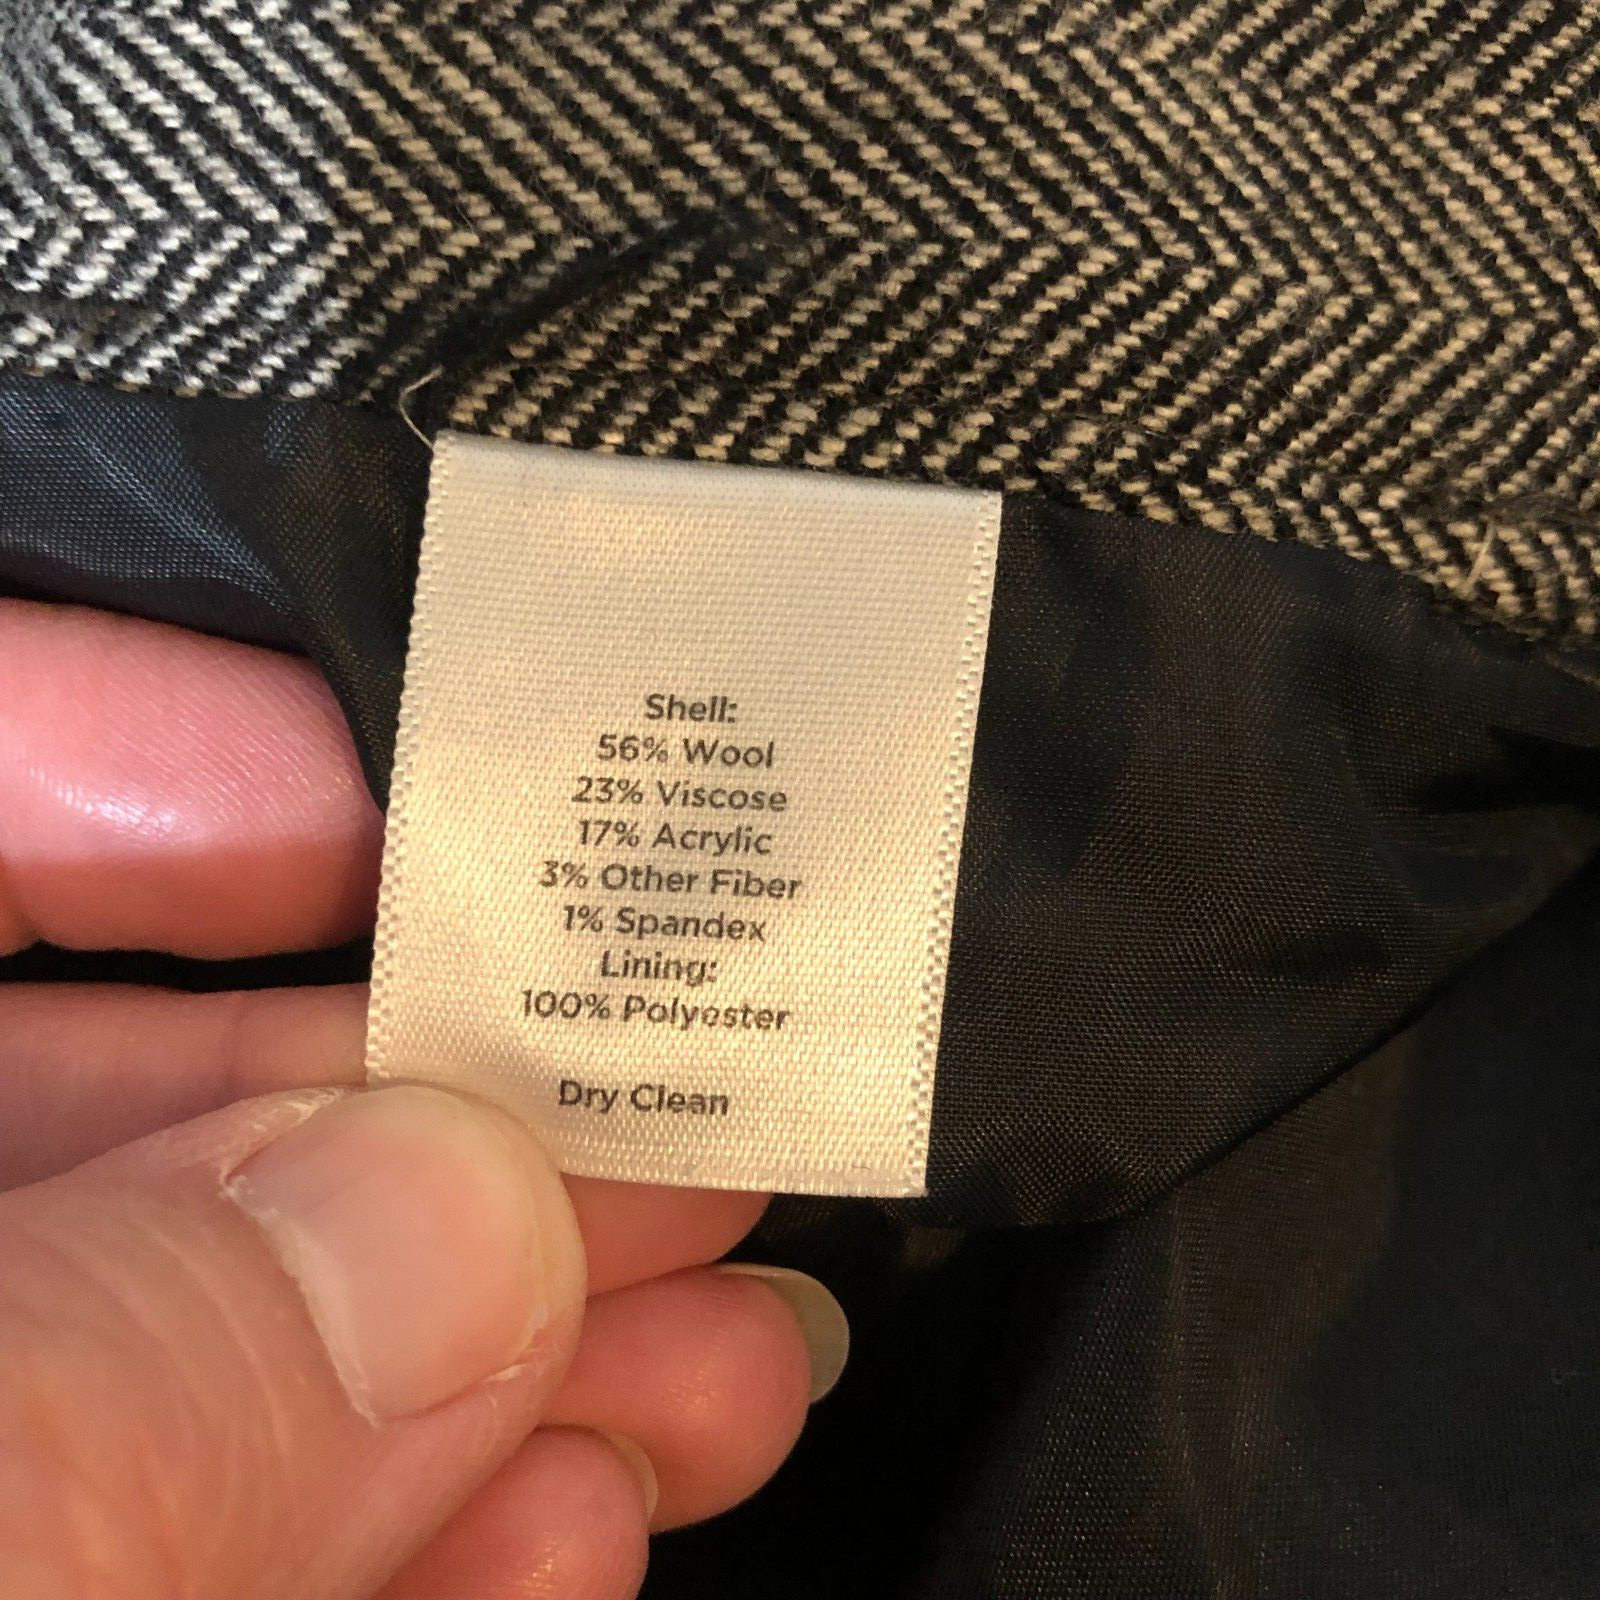 Shell:
56% Wool
23% Viscose
17% Acrylic
3% Other Fiber
1% Spandex
Lining:
100% Polyester
Dry Clean